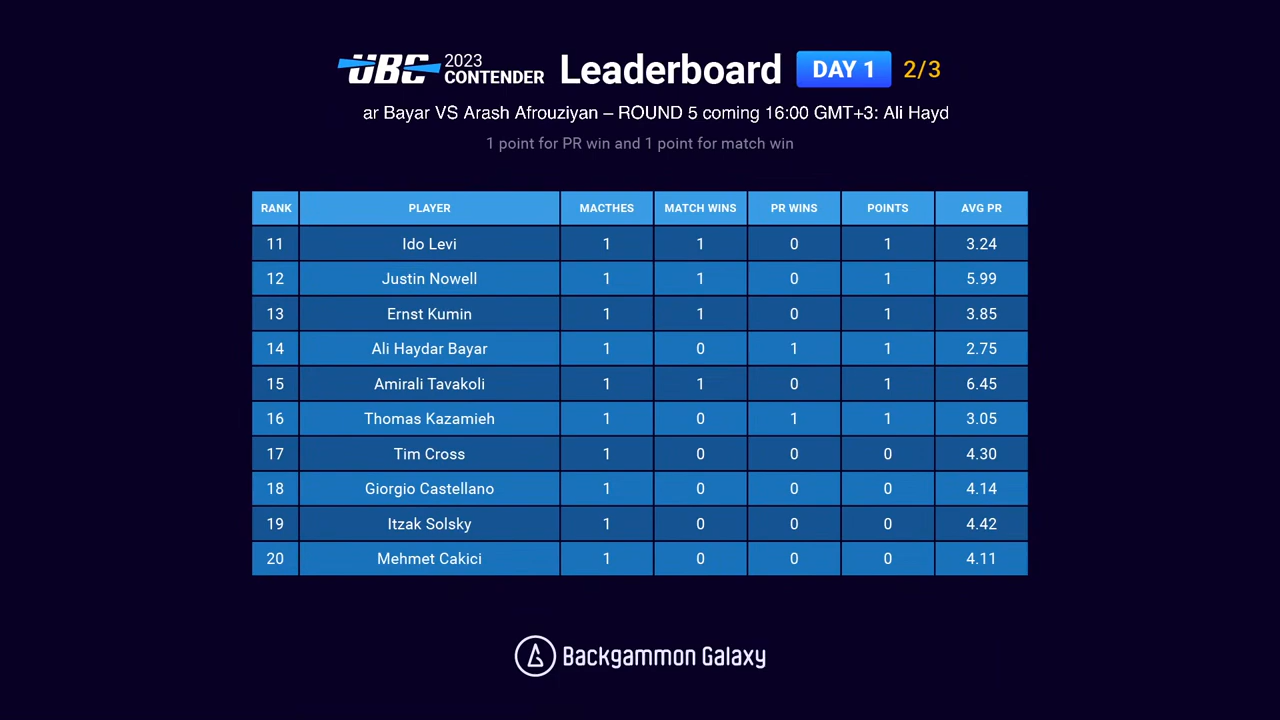 UBC 2023 CONTENDER Leaderboard DAY 1 2/3
ar Bayar VS Arash Afrouziyan – ROUND 5 coming 16:00 GMT+3: Ali Hayd
1 point for PR win and 1 point for match win
RANK PLAYER MACTHES MATCH WINS PR WINS POINTS AVG PR
11 Ido Levi 1 1 0 1 3.24
12 Justin Nowell 1 1 0 1 5.99
13 Ernst Kumin 1 1 0 1 3.85
14 Ali Haydar Bayar 1 0 1 1 2.75
15 Amirali Tavakoli 1 1 0 1 6.45
16 Thomas Kazamieh 1 0 1 1 3.05
17 Tim Cross 1 0 0 0 4.30
18 Giorgio Castellano 1 0 0 0 4.14
19 Itzak Solsky 1 0 0 0 4.42
20 Mehmet Cakici 1 0 0 0 4.11
Backgammon Galaxy